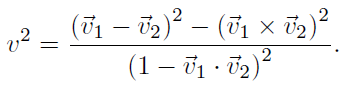 $v^2 = \frac{(\vec{v}_1 - \vec{v}_2)^2 - (\vec{v}_1 \times \vec{v}_2)^2}{(1 - \vec{v}_1 \cdot \vec{v}_2)^2}.$